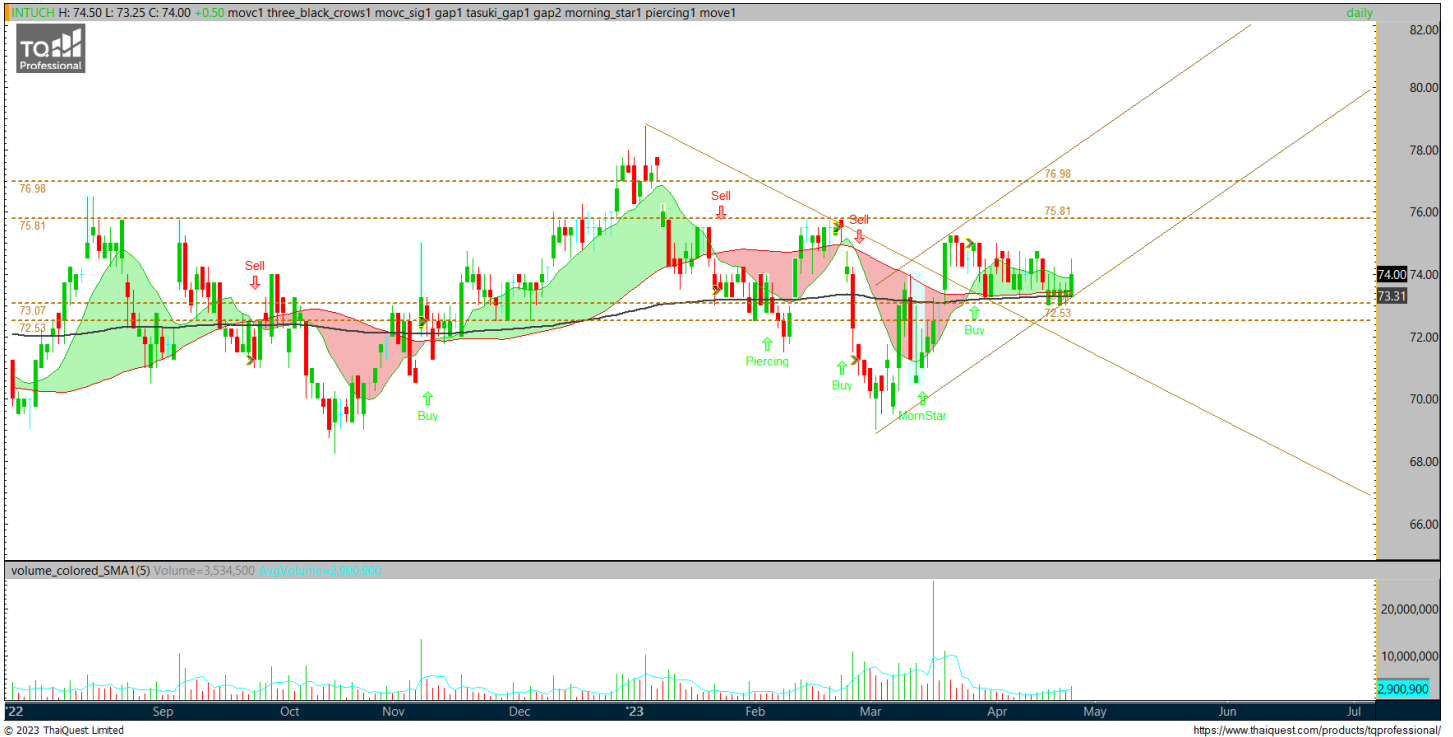 INTUCH H: 74.50 L: 73.25 C: 74.00 +0.50 movc1 three_black_crows1 movc_sig1 gap1 tasuki_gap1 gap2 morning_star1 piercing1 move1
daily
TQ
Professional
82.00
80.00
78.00
76.98
76.98
75.81
75.81
76.00
Sell
Sell
Sell
74.00
74.00
73.31
73.07
72.53
72.53
72.00
Buy
Piercing
Buy
MornStar
Buy
70.00
68.00
66.00
volume_colored_SMA1(5) Volume=3,534,500 AvgVolume=2,900,900
20,000,000
10,000,000
2,900,900
'22 Sep Oct Nov Dec '23 Feb Mar Apr May Jun Jul
© 2023 ThaiQuest Limited
https://www.thaiquest.com/products/tqprofessional/